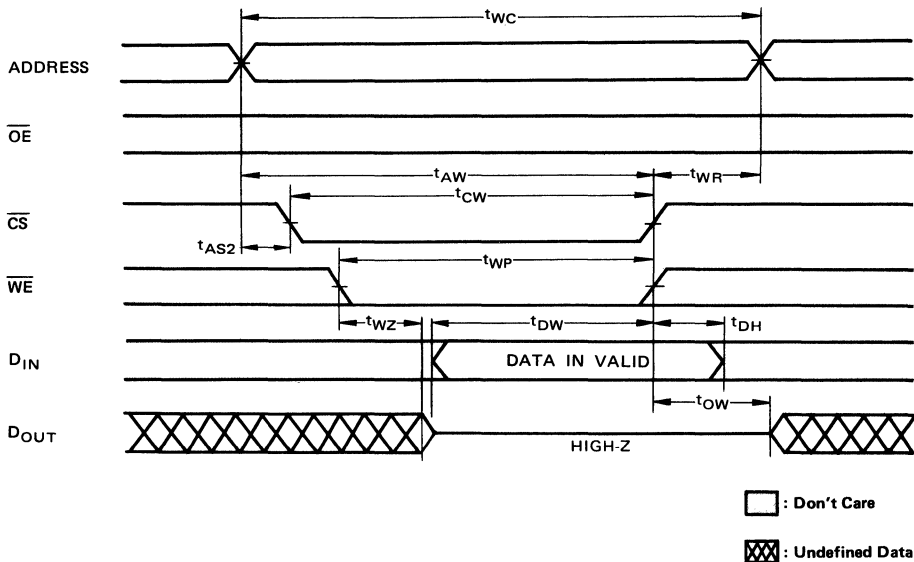 tWC
ADDRESS
OE
tAW
tWR
tCW
CS
tAS2
tWP
WE
tWZ
tDW
tDH
DIN
DATA IN VALID
tOW
DOUT
HIGH-Z
: Don't Care
: Undefined Data